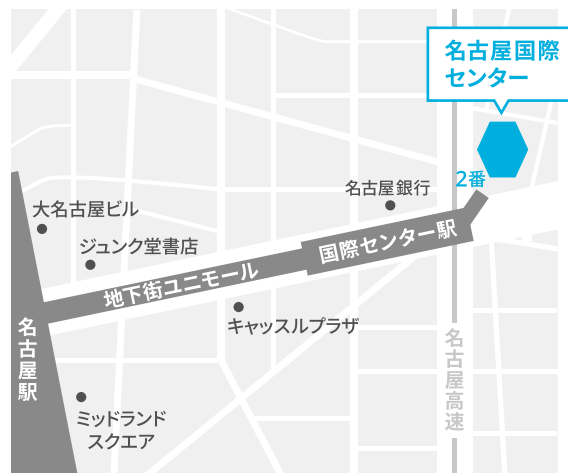 名古屋国際
センター
2番
名古屋銀行
大名古屋ビル
国際センター駅
ジュンク堂書店
地下街ユニモール
キャッスルプラザ
名古屋駅
名古屋高速
ミッドランド
スクエア